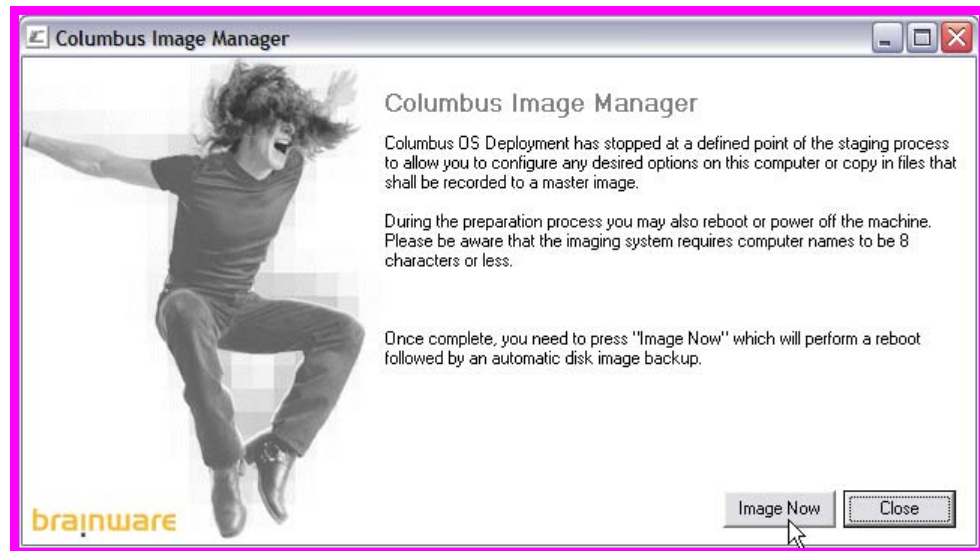 Columbus Image Manager
Columbus Image Manager
Columbus OS Deployment has stopped at a defined point of the staging process
to allow you to configure any desired options on this computer or copy in files that
shall be recorded to a master image.
During the preparation process you may also reboot or power off the machine.
Please be aware that the imaging system requires computer names to be 8
characters or less.
Once complete, you need to press "Image Now" which will perform a reboot
followed by an automatic disk image backup.
brainware
Image Now
Close